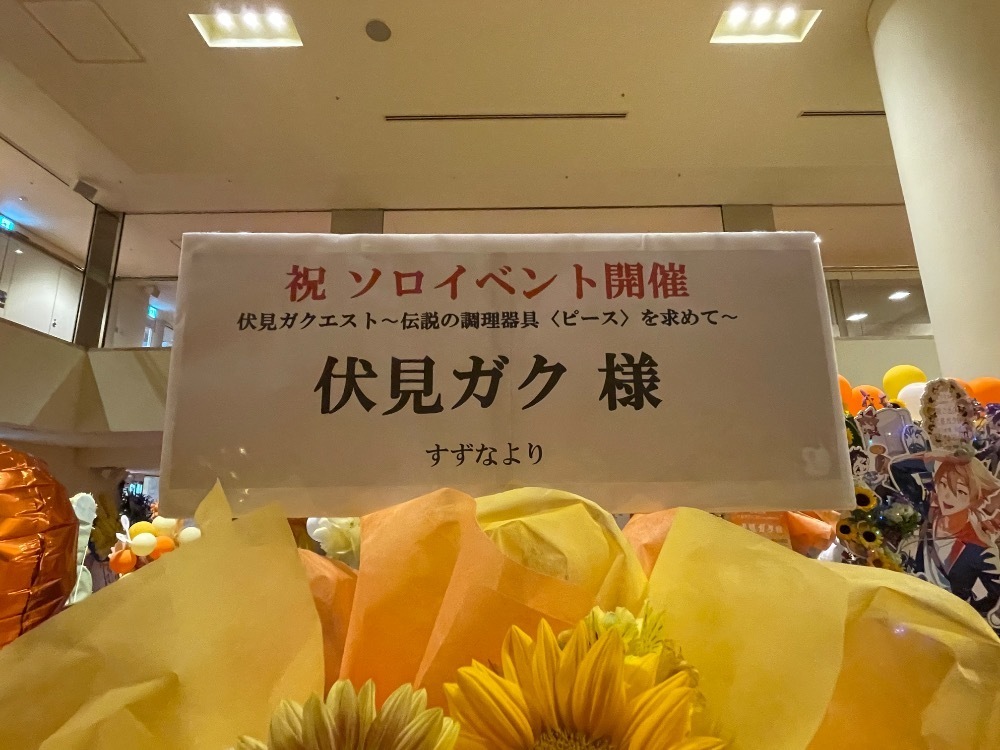 祝 ソロイベント開催
伏見ガクエスト～伝説の調理器具〈ピース〉を求めて～
伏見ガク 様
すずなより